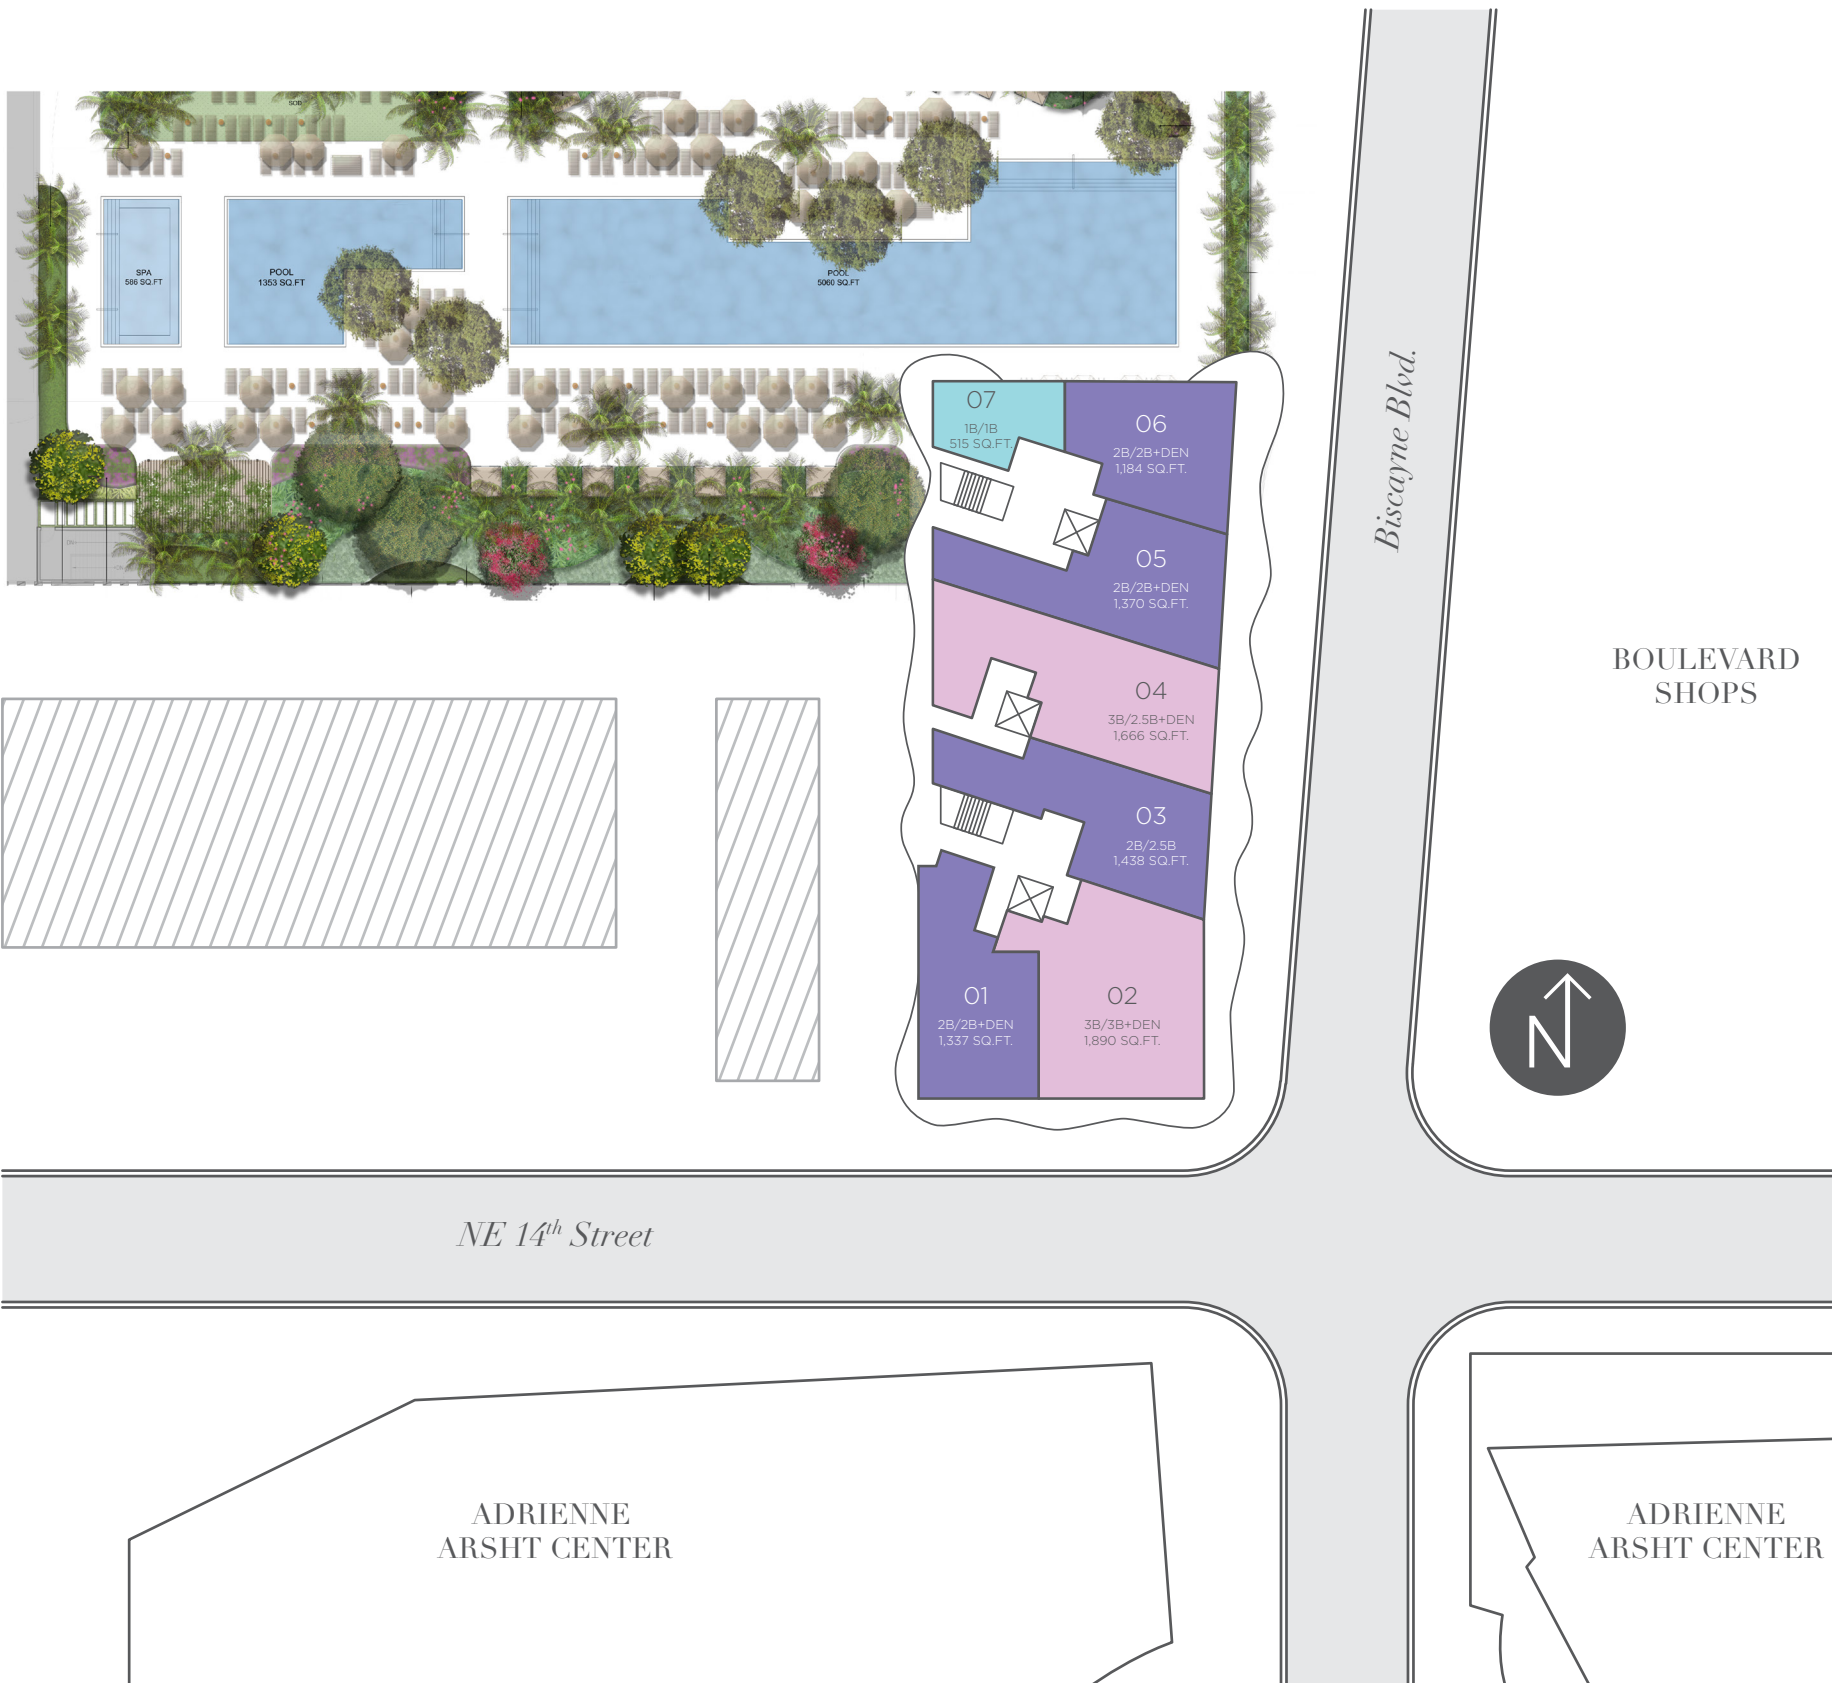 SOD
SPA
586 SQ.FT
POOL
1353 SQ.FT
POOL
5060 SQ.FT
07
1B/1B
515 SQ.FT.
06
2B/2B+DEN
1,184 SQ.FT.
05
2B/2B+DEN
1,370 SQ.FT.
04
3B/2.5B+DEN
1,666 SQ.FT.
03
2B/2.5B
1,438 SQ.FT.
01
2B/2B+DEN
1,337 SQ.FT.
02
3B/3B+DEN
1,890 SQ.FT.
Biscayne Blvd.
BOULEVARD
SHOPS
N
NE 14th Street
ADRIENNE
ARSHT CENTER
ADRIENNE
ARSHT CENTER